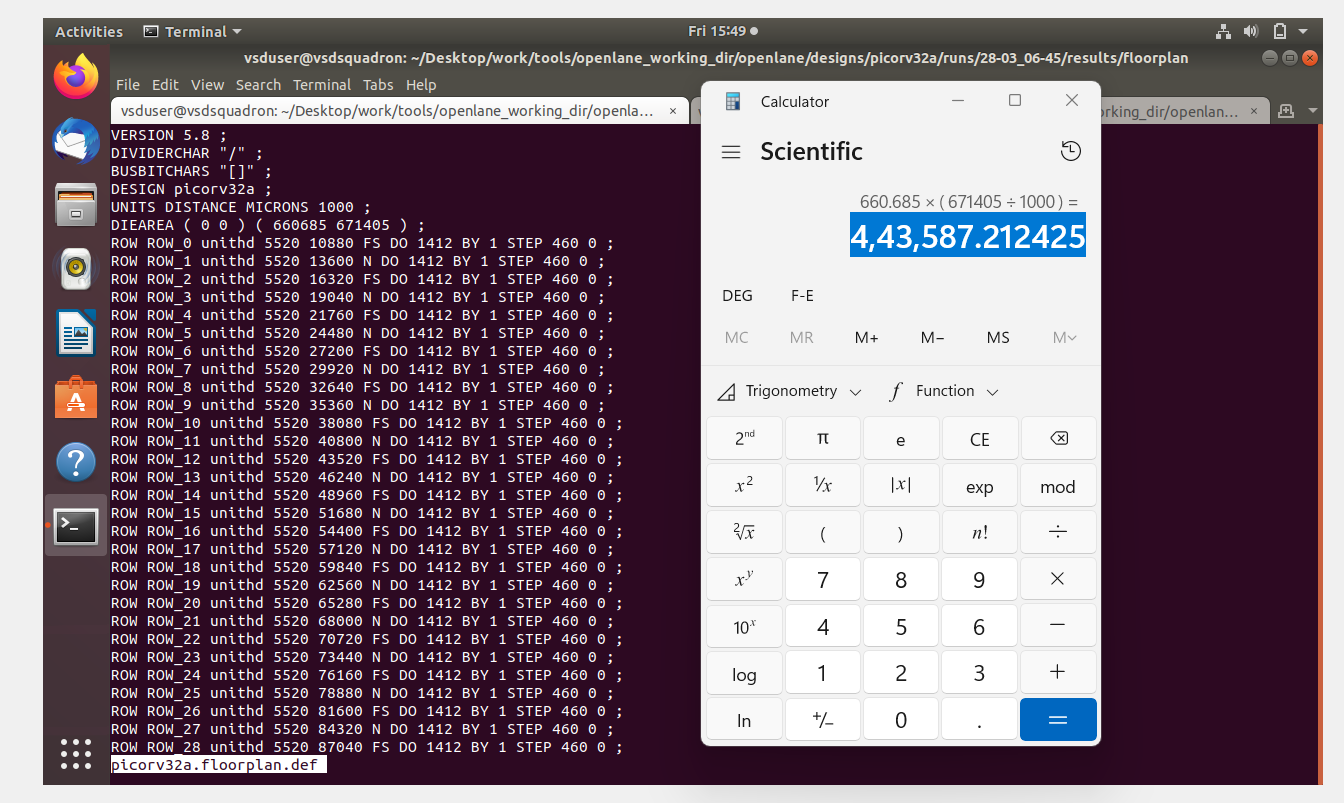 Activities Terminal Fri 15:49
vsduser@vsdsquadron: ~/Desktop/work/tools/openlane_working_dir/openlane/designs/picorv32a/runs/28-03_06-45/results/floorplan
File Edit View Search Terminal Tabs Help
vsduser@vsdsquadron: ~/Desktop/work/tools/openlane_working_dir/openla... ×
orking_dir/openlan... ×
VERSION 5.8 ;
DIVIDERCHAR "/" ;
BUSBITCHARS "[]" ;
DESIGN picorv32a ;
UNITS DISTANCE MICRONS 1000 ;
DIEAREA ( 0 0 ) ( 660685 671405 ) ;
ROW ROW_0 unithd 5520 10880 FS DO 1412 BY 1 STEP 460 0 ;
ROW ROW_1 unithd 5520 13600 N DO 1412 BY 1 STEP 460 0 ;
ROW ROW_2 unithd 5520 16320 FS DO 1412 BY 1 STEP 460 0 ;
ROW ROW_3 unithd 5520 19040 N DO 1412 BY 1 STEP 460 0 ;
ROW ROW_4 unithd 5520 21760 FS DO 1412 BY 1 STEP 460 0 ;
ROW ROW_5 unithd 5520 24480 N DO 1412 BY 1 STEP 460 0 ;
ROW ROW_6 unithd 5520 27200 FS DO 1412 BY 1 STEP 460 0 ;
ROW ROW_7 unithd 5520 29920 N DO 1412 BY 1 STEP 460 0 ;
ROW ROW_8 unithd 5520 32640 FS DO 1412 BY 1 STEP 460 0 ;
ROW ROW_9 unithd 5520 35360 N DO 1412 BY 1 STEP 460 0 ;
ROW ROW_10 unithd 5520 38080 FS DO 1412 BY 1 STEP 460 0 ;
ROW ROW_11 unithd 5520 40800 N DO 1412 BY 1 STEP 460 0 ;
ROW ROW_12 unithd 5520 43520 FS DO 1412 BY 1 STEP 460 0 ;
ROW ROW_13 unithd 5520 46240 N DO 1412 BY 1 STEP 460 0 ;
ROW ROW_14 unithd 5520 48960 FS DO 1412 BY 1 STEP 460 0 ;
ROW ROW_15 unithd 5520 51680 N DO 1412 BY 1 STEP 460 0 ;
ROW ROW_16 unithd 5520 54400 FS DO 1412 BY 1 STEP 460 0 ;
ROW ROW_17 unithd 5520 57120 N DO 1412 BY 1 STEP 460 0 ;
ROW ROW_18 unithd 5520 59840 FS DO 1412 BY 1 STEP 460 0 ;
ROW ROW_19 unithd 5520 62560 N DO 1412 BY 1 STEP 460 0 ;
ROW ROW_20 unithd 5520 65280 FS DO 1412 BY 1 STEP 460 0 ;
ROW ROW_21 unithd 5520 68000 N DO 1412 BY 1 STEP 460 0 ;
ROW ROW_22 unithd 5520 70720 FS DO 1412 BY 1 STEP 460 0 ;
ROW ROW_23 unithd 5520 73440 N DO 1412 BY 1 STEP 460 0 ;
ROW ROW_24 unithd 5520 76160 FS DO 1412 BY 1 STEP 460 0 ;
ROW ROW_25 unithd 5520 78880 N DO 1412 BY 1 STEP 460 0 ;
ROW ROW_26 unithd 5520 81600 FS DO 1412 BY 1 STEP 460 0 ;
ROW ROW_27 unithd 5520 84320 N DO 1412 BY 1 STEP 460 0 ;
ROW ROW_28 unithd 5520 87040 FS DO 1412 BY 1 STEP 460 0 ;
picorv32a.floorplan.def
Calculator
Scientific
660.685 × ( 671405 ÷ 1000 ) =
4,43,587.212425
DEG F-E
MC MR M+ M− MS M
Trigonometry f Function
2nd π e CE
x² ¹/x |x| exp mod
²√x ( ) n! ÷
xʸ 7 8 9 ×
10ˣ 4 5 6 −
log 1 2 3 +
ln +/− 0 . =